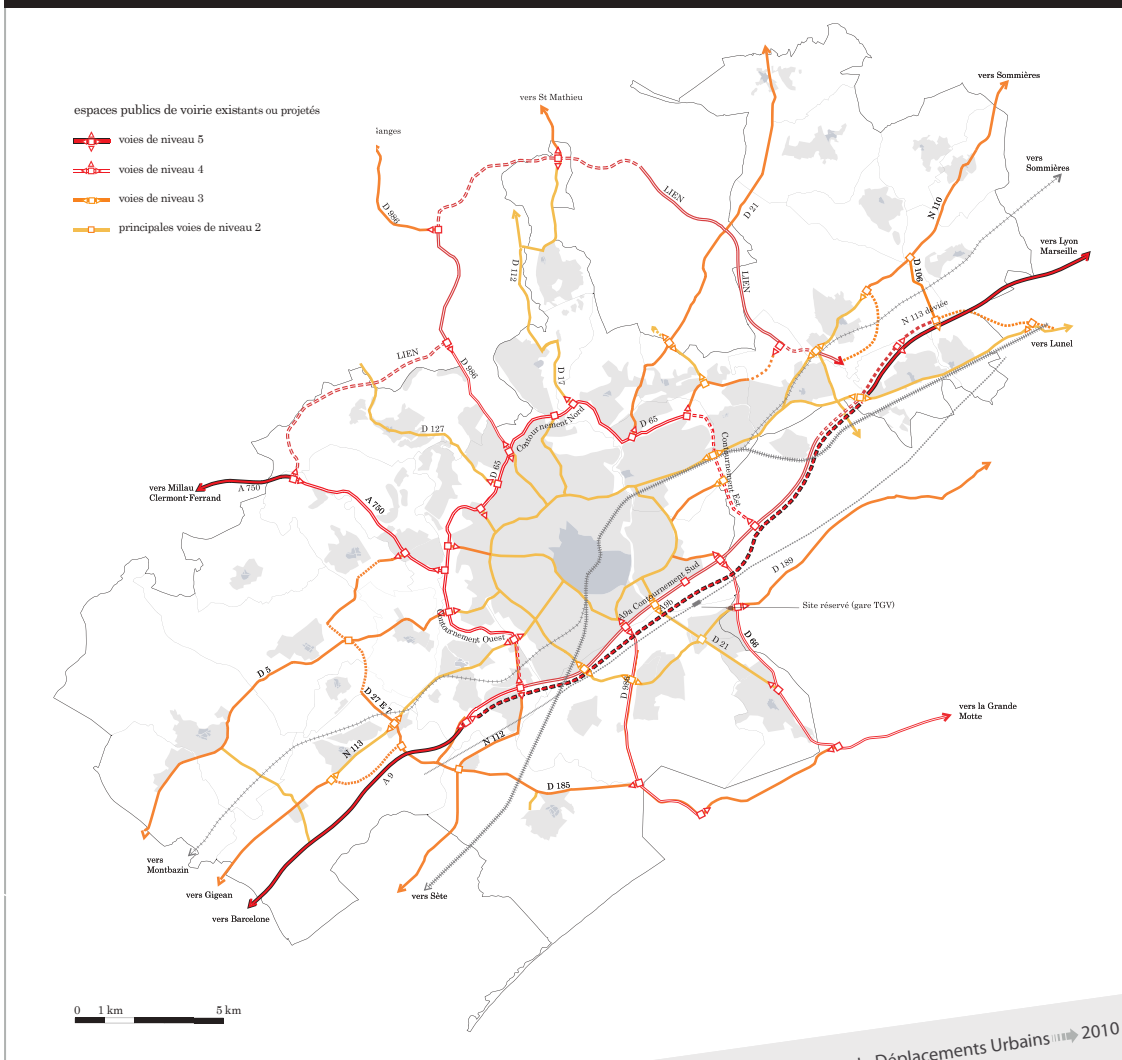 espaces publics de voirie existants ou projetés
voies de niveau 5
voies de niveau 4
voies de niveau 3
principales voies de niveau 2
vers St Mathieu
vers Sommières
vers
Sommières
vers Lyon
Marseille
D 986
LIEN
D 21
N 110
D 112
LIEN
D 106
N 113 déviée
vers Lunel
LIEN
D 986
D 17
D 127
Contournement Nord
D 65
D 65
Contournement Est
vers Millau
Clermont-Ferrand
A 750
A 750
D 189
A9a Contournement Sud
A9b
Site réservé (gare TGV)
Contournement Ouest
D 21
D 66
D 5
D 27 E 7
D 986
vers la Grande
Motte
N 113
N 112
A 9
D 185
vers
Montbazin
vers Gigean
vers Sète
vers Barcelone
0 1 km 5 km
Déplacements Urbains 2010